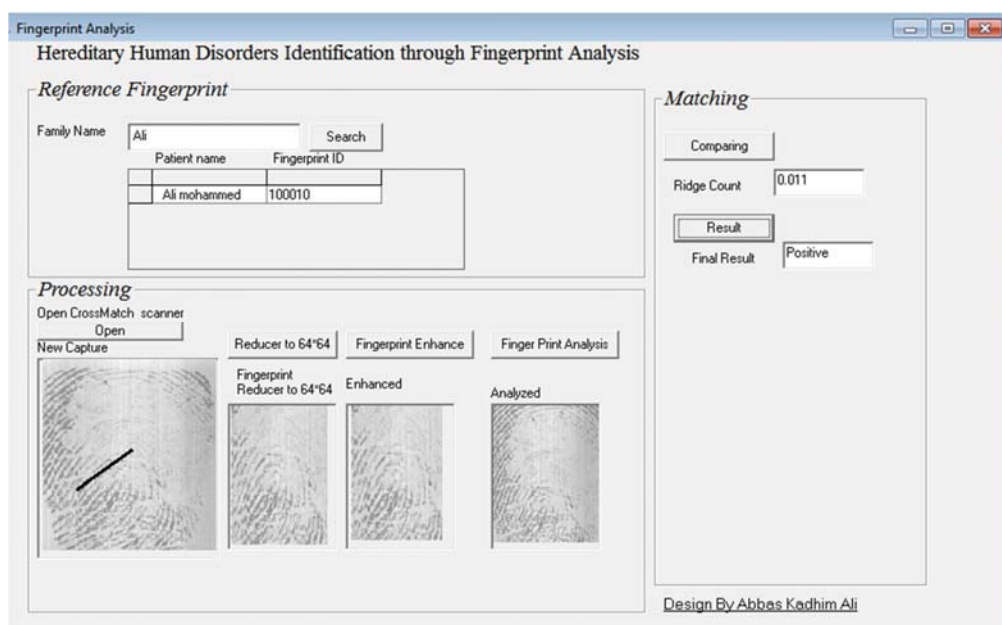 Fingerprint Analysis
Hereditary Human Disorders Identification through Fingerprint Analysis
Reference Fingerprint
Family Name
Ali
Search
Patient name Fingerprint ID
Ali mohammed 100010
Processing
Open CrossMatch scanner
Open
New Capture
Reducer to 64*64
Fingerprint Enhance
Finger Print Analysis
Fingerprint
Reducer to 64*64
Enhanced
Analyzed
Matching
Comparing
Ridge Count
0.011
Result
Final Result
Positive
Design By Abbas Kadhim Ali